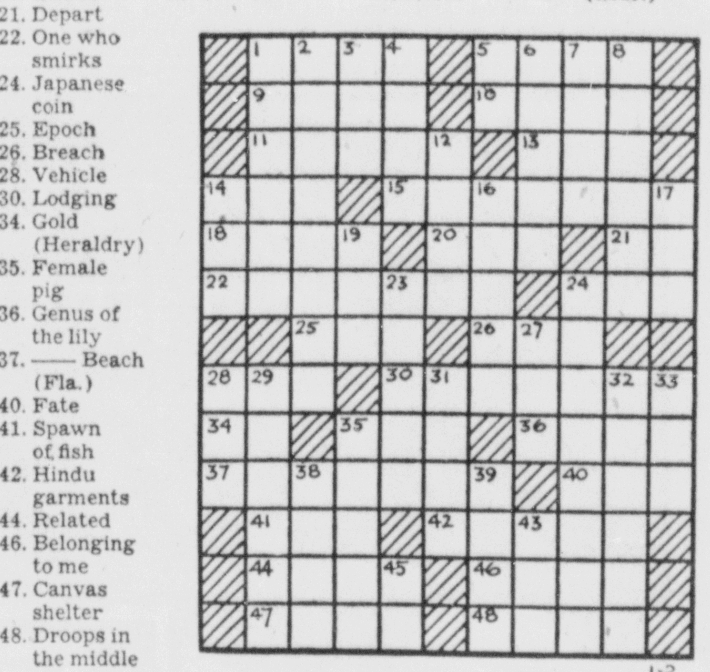 21. Depart
22. One who
smirks
24. Japanese
coin
25. Epoch
26. Breach
28. Vehicle
30. Lodging
34. Gold
(Heraldry)
35. Female
pig
36. Genus of
the lily
37. —— Beach
(Fla.)
40. Fate
41. Spawn
of fish
42. Hindu
garments
44. Related
46. Belonging
to me
47. Canvas
shelter
48. Droops in
the middle
1 2 3 4 5 6 7 8
9 10
11 12 13
14 15 16 17
18 19 20 21
22 23 24
25 26 27
28 29 30 31 32 33
34 35 36
37 38 39 40
41 42 43
44 45 46
47 48